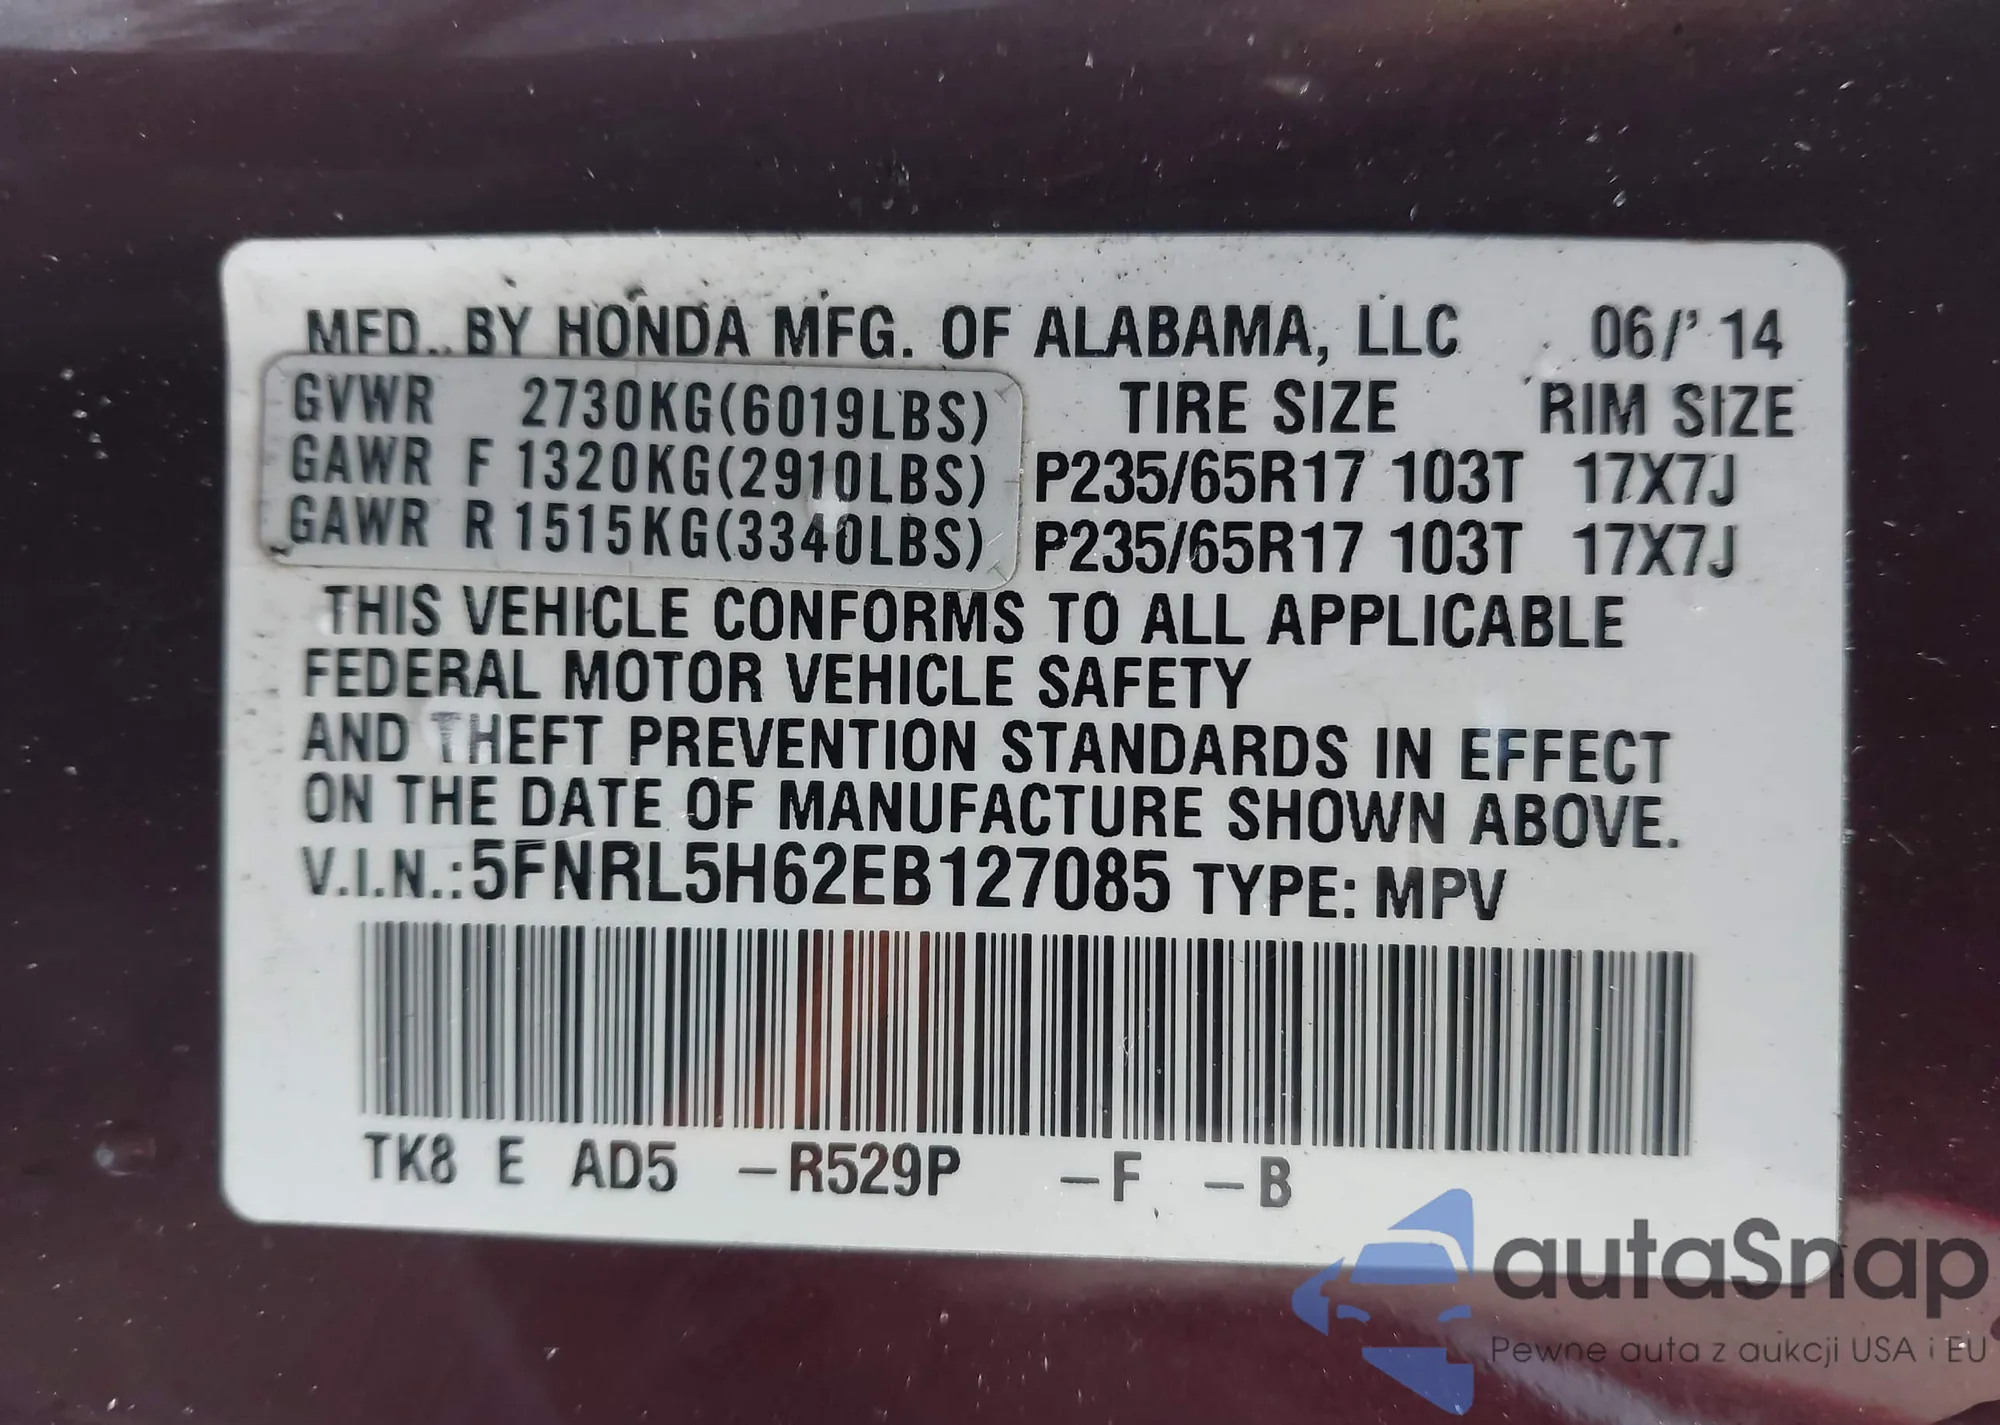 MFD. BY HONDA MFG. OF ALABAMA, LLC 06/' 14
GVWR 2730KG(6019LBS) TIRE SIZE RIM SIZE
GAWR F 1320KG(2910LBS) P235/65R17 103T 17X7J
GAWR R 1515KG(3340LBS) P235/65R17 103T 17X7J
THIS VEHICLE CONFORMS TO ALL APPLICABLE
FEDERAL MOTOR VEHICLE SAFETY
AND THEFT PREVENTION STANDARDS IN EFFECT
ON THE DATE OF MANUFACTURE SHOWN ABOVE.
V.I.N.:5FNRL5H62EB127085 TYPE: MPV
TK8 E AD5 –R529P –F –B
autaSnap
Pewne auta z aukcji USA i EU